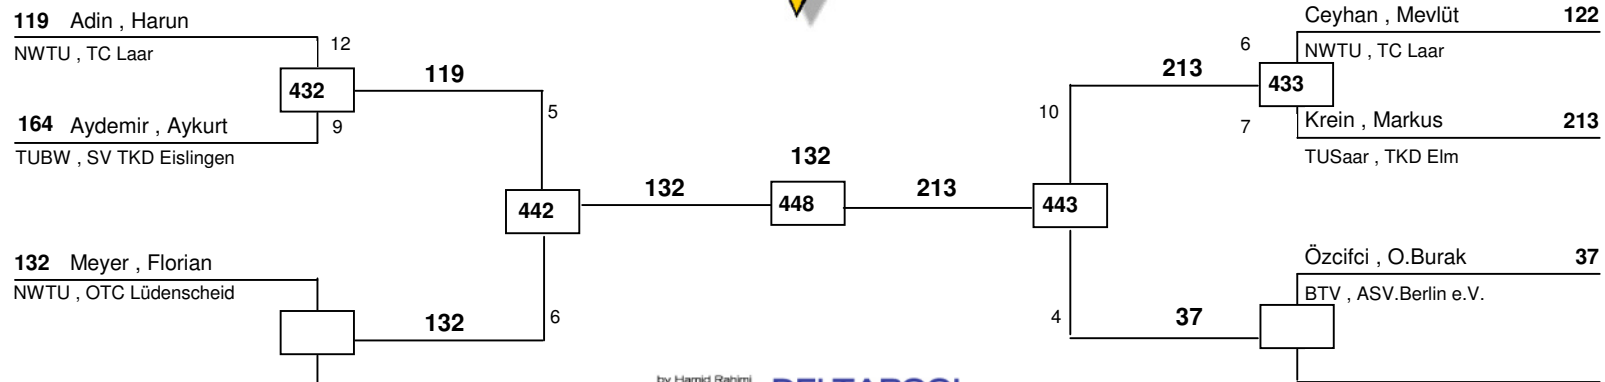 119 Adin , Harun
NWTU , TC Laar
12
432
119
164 Aydemir , Aykurt
9
TUBW , SV TKD Eislingen
5
442
132
132
448
213
132 Meyer , Florian
NWTU , OTC Lüdenscheid
132
6
Ceyhan , Mevlüt 122
NWTU , TC Laar
6
433
213
10
7
Krein , Markus 213
TUSaar , TKD Elm
443
Özcifci , O.Burak 37
BTV , ASV.Berlin e.V.
4
37
by Hamid Rahimi